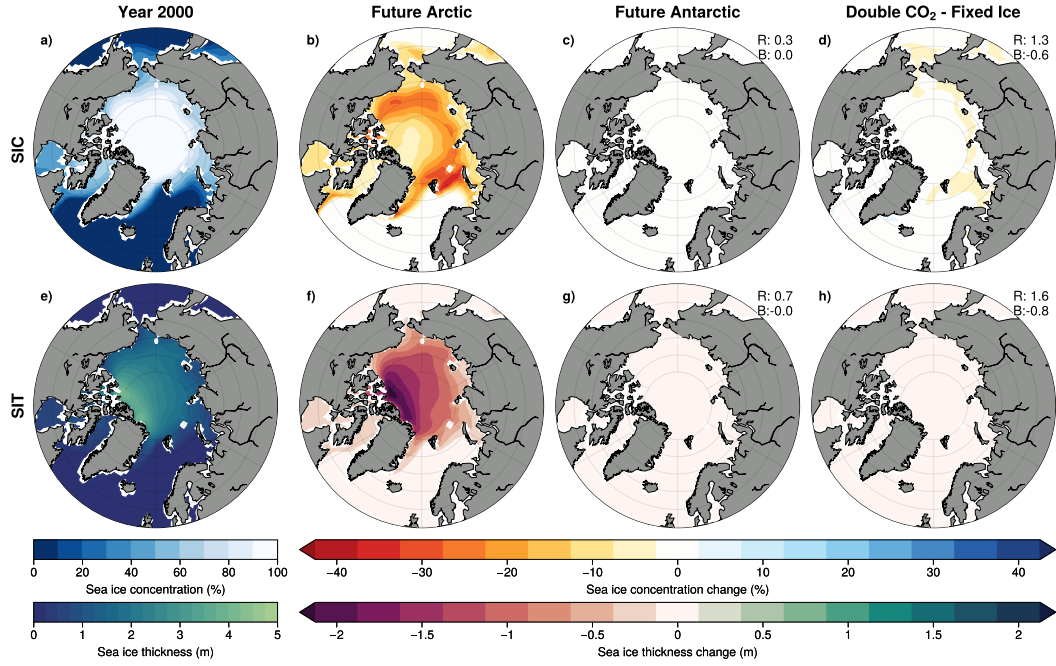 Year 2000
Future Arctic
Future Antarctic
Double CO₂ - Fixed Ice
SIC
a)
b)
c)
R: 0.3
B: 0.0
d)
R: 1.3
B:-0.6
SIT
e)
f)
g)
R: 0.7
B:-0.0
h)
R: 1.6
B:-0.8
0 20 40 60 80 100
Sea ice concentration (%)
−40 −30 −20 −10 0 10 20 30 40
Sea ice concentration change (%)
0 1 2 3 4 5
Sea ice thickness (m)
−2 −1.5 −1 −0.5 0 0.5 1 1.5 2
Sea ice thickness change (m)